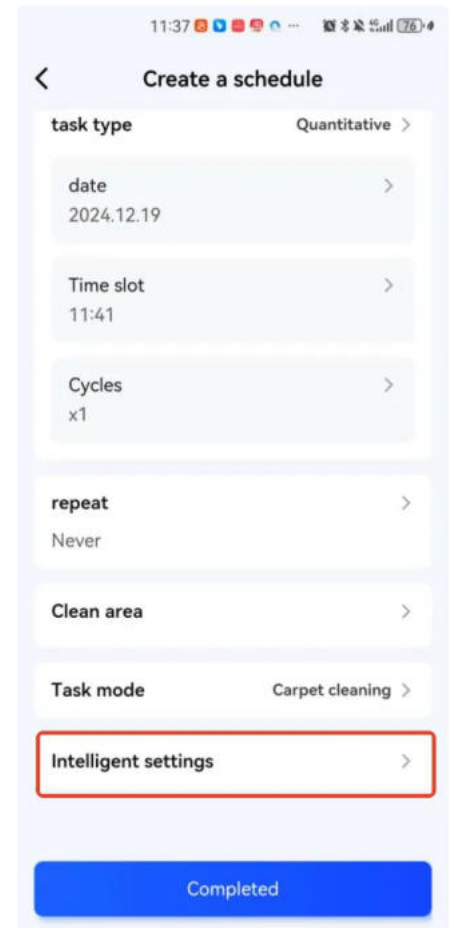 11:37
76
Create a schedule
task type Quantitative
date
2024.12.19
Time slot
11:41
Cycles
x1
repeat
Never
Clean area
Task mode Carpet cleaning
Intelligent settings
Completed